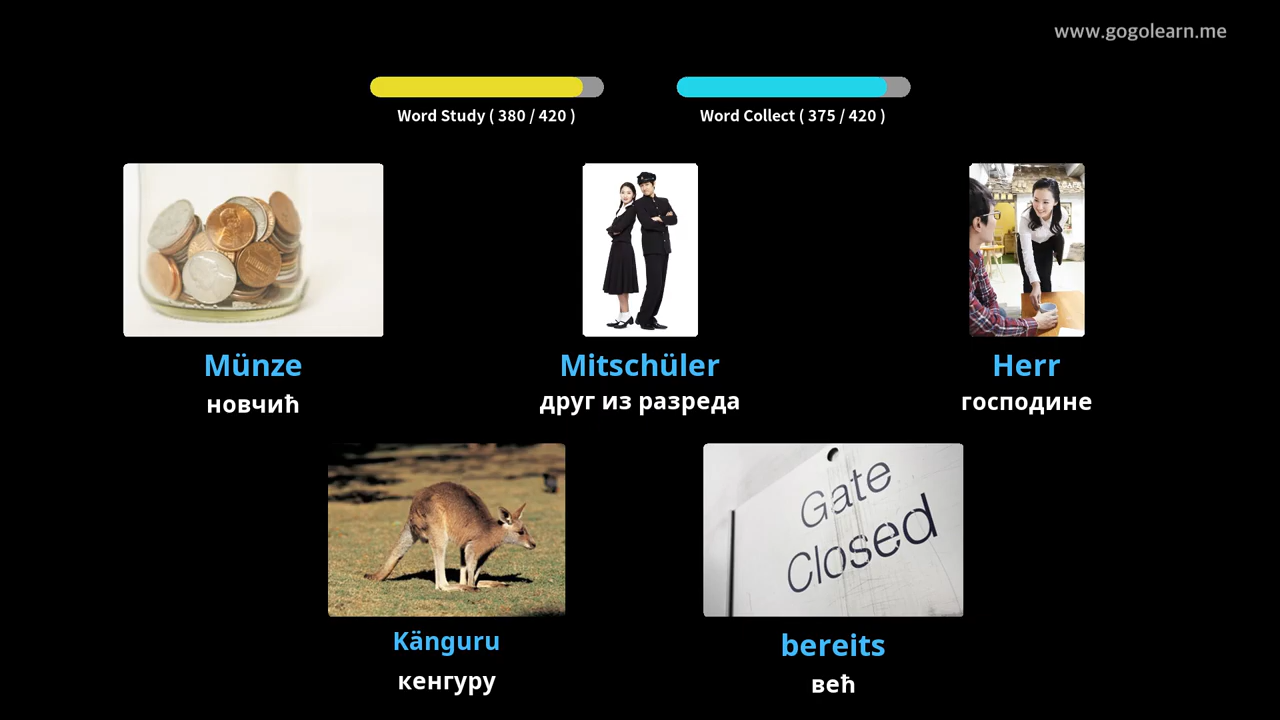 www.gogolearn.me
Word Study ( 380 / 420 )
Word Collect ( 375 / 420 )
Münze
новчић
Mitschüler
друг из разреда
Herr
господине
Gate
Closed
Känguru
кенгуру
bereits
већ